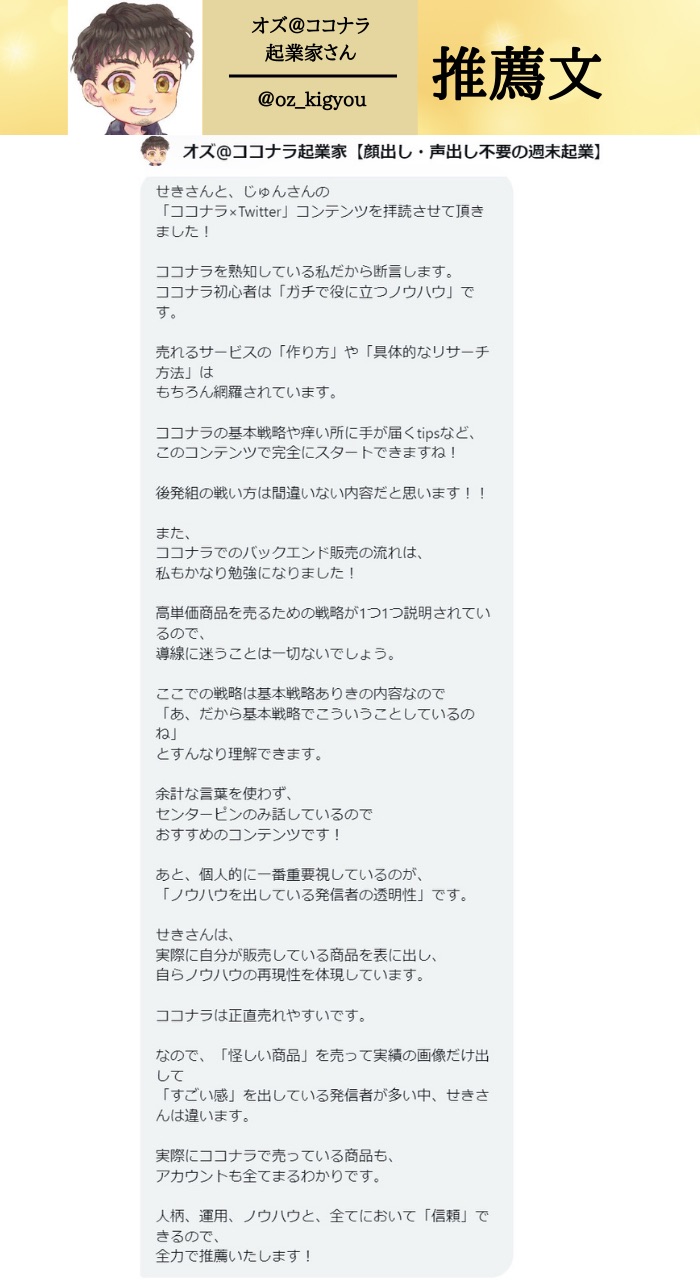 オズ@ココナラ
起業家さん
@oz_kigyou
推薦文
オズ@ココナラ起業家【顔出し・声出し不要の週末起業】
せきさんと、じゅんさんの
「ココナラ×Twitter」コンテンツを拝読させて頂き
ました！
ココナラを熟知している私だから断言します。
ココナラ初心者は「ガチで役に立つノウハウ」で
す。
売れるサービスの「作り方」や「具体的なリサーチ
方法」は
もちろん網羅されています。
ココナラの基本戦略や痒い所に手が届くtipsなど、
このコンテンツで完全にスタートできますね！
後発組の戦い方は間違いない内容だと思います！！
また、
ココナラでのバックエンド販売の流れは、
私もかなり勉強になりました！
高単価商品を売るための戦略が1つ1つ説明されてい
るので、
導線に迷うことは一切ないでしょう。
ここでの戦略は基本戦略ありきの内容なので
「あ、だから基本戦略でこういうことしているの
ね」
とすんなり理解できます。
余計な言葉を使わず、
センターピンのみ話しているので
おすすめのコンテンツです！
あと、個人的に一番重要視しているのが、
「ノウハウを出している発信者の透明性」です。
せきさんは、
実際に自分が販売している商品を表に出し、
自らノウハウの再現性を体現しています。
ココナラは正直売れやすいです。
なので、「怪しい商品」を売って実績の画像だけ出
して
「すごい感」を出している発信者が多い中、せきさ
んは違います。
実際にココナラで売っている商品も、
アカウントも全てまるわかりです。
人柄、運用、ノウハウと、全てにおいて「信頼」で
きるので、
全力で推薦いたします！